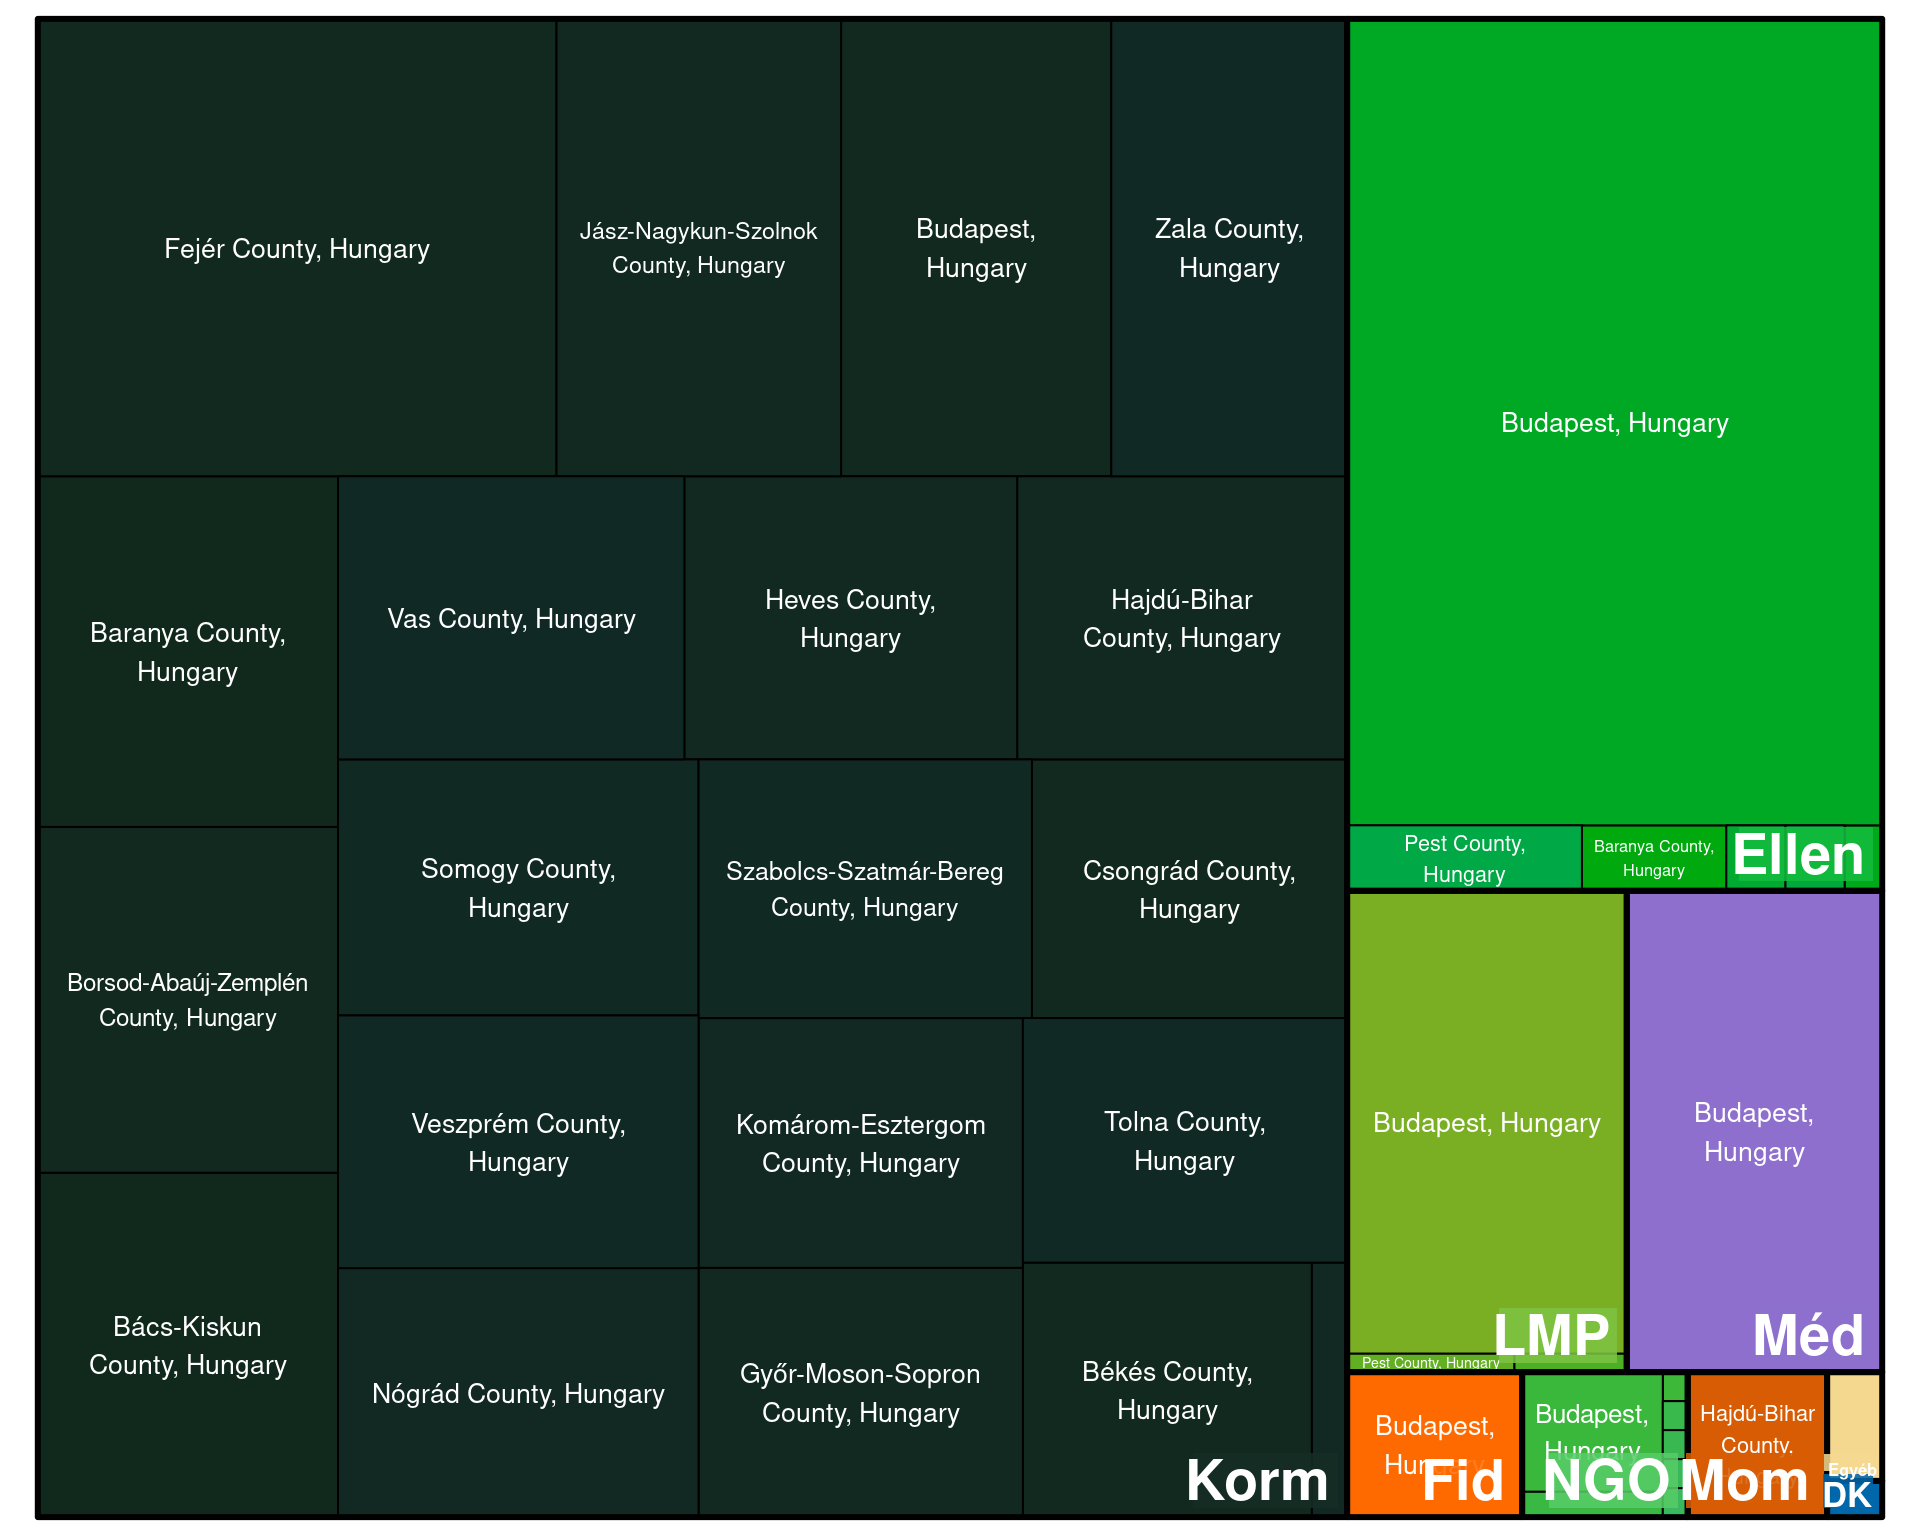 Fejér County, Hungary
Jász-Nagykun-Szolnok
County, Hungary
Budapest,
Hungary
Zala County,
Hungary
Baranya County,
Hungary
Vas County, Hungary
Heves County,
Hungary
Hajdú-Bihar
County, Hungary
Borsod-Abaúj-Zemplén
County, Hungary
Somogy County,
Hungary
Szabolcs-Szatmár-Bereg
County, Hungary
Csongrád County,
Hungary
Bács-Kiskun
County, Hungary
Veszprém County,
Hungary
Komárom-Esztergom
County, Hungary
Tolna County,
Hungary
Nógrád County, Hungary
Győr-Moson-Sopron
County, Hungary
Békés County,
Hungary
Korm
Budapest, Hungary
Pest County,
Hungary
Baranya County,
Hungary
Ellen
Budapest, Hungary
Pest County, Hungary
LMP
Budapest,
Hungary
Méd
Budapest,
Hungary
Fid
Budapest,
Hungary
NGO
Hajdú-Bihar
County,
Mom
Egyéb
DK